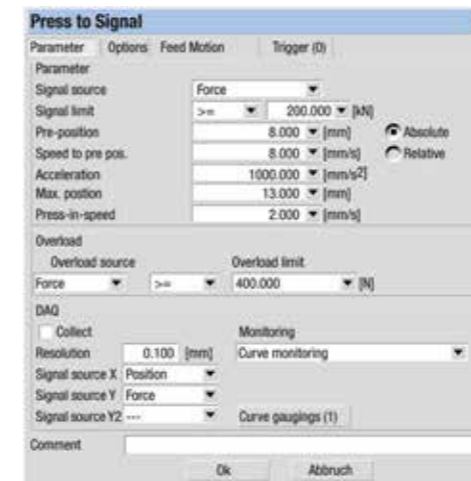 Press to Signal
Parameter Options Feed Motion Trigger (0)
Parameter
Signal source Force
Signal limit >= 200.000 [kN]
Pre-position 8.000 [mm] Absolute
Speed to pre pos. 8.000 [mm/s] Relative
Acceleration 1000.000 [mm/s2]
Max. postion 13.000 [mm]
Press-in-speed 2.000 [mm/s]
Overload
Overload source Overload limit
Force >= 400.000 [N]
DAQ
Collect Monitoring
Resolution 0.100 [mm] Curve monitoring
Signal source X Position
Signal source Y Force
Signal source Y2 --- Curve gaugings (1)
Comment
Ok Abbruch